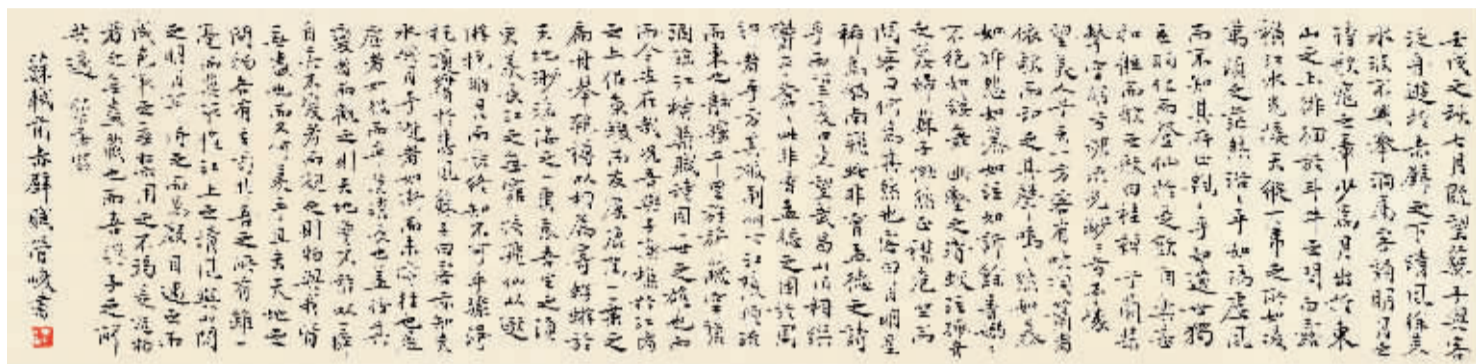 壬戌之秋七月既望蘇子與客
泛舟遊於赤壁之下清風徐來
水波不興舉酒屬客誦明月之
詩歌窈窕之章少焉月出於東
山之上徘徊於斗牛之間白露
橫江水光接天縱一葦之所如凌
萬頃之茫然浩浩乎如馮虛御風
而不知其所止飄飄乎如遺世獨
立羽化而登仙於是飲酒樂甚
扣舷而歌之歌曰桂棹兮蘭槳
擊空明兮泝流光渺渺兮予懷
望美人兮天一方客有吹洞簫者
倚歌而和之其聲嗚嗚然如怨
如慕如泣如訴餘音嫋嫋
不絕如縷舞幽壑之潛蛟泣孤舟
之嫠婦蘇子愀然正襟危坐而
問客曰何為其然也客曰月明星
稀烏鵲南飛此非曹孟德之詩
乎西望夏口東望武昌山川相繆
鬱乎蒼蒼此非曹孟德之困於周
郎者乎方其破荊州下江陵順流
而東也舳艫千里旌旗蔽空釃
酒臨江橫槊賦詩固一世之雄也
而今安在哉況吾與子漁樵於江渚
之上侶魚蝦而友麋鹿駕一葉之
扁舟舉匏樽以相屬寄蜉蝣於
天地渺滄海之一粟哀吾生之須
臾羨長江之無窮挾飛仙以遨
遊抱明月而長終知不可乎驟得
托遺響於悲風蘇子曰客亦知夫
水與月乎逝者如斯而未嘗往也盈
虛者如彼而卒莫消長也蓋將自其
變者而觀之則天地曾不能以一瞬
自其不變者而觀之則物與我皆
無盡也而又何羨乎且夫天地之
間物各有主苟非吾之所有雖一
毫而莫取惟江上之清風與山間
之明月耳得之而為聲目遇之而
成色取之無禁用之不竭是造物
者之無盡藏也而吾與子之所
共適
蘇軾前赤壁賦 書